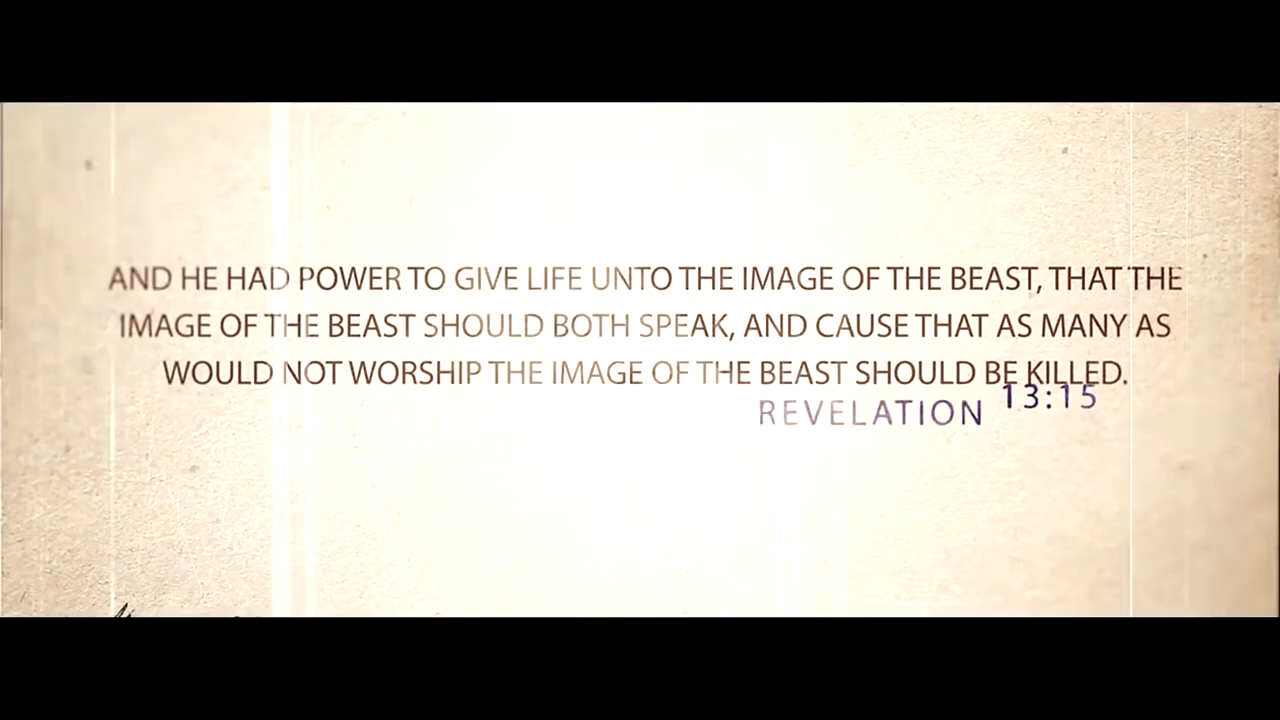 AND HE HAD POWER TO GIVE LIFE UNTO THE IMAGE OF THE BEAST, THAT THE
IMAGE OF THE BEAST SHOULD BOTH SPEAK, AND CAUSE THAT AS MANY AS
WOULD NOT WORSHIP THE IMAGE OF THE BEAST SHOULD BE KILLED.
REVELATION 13:15